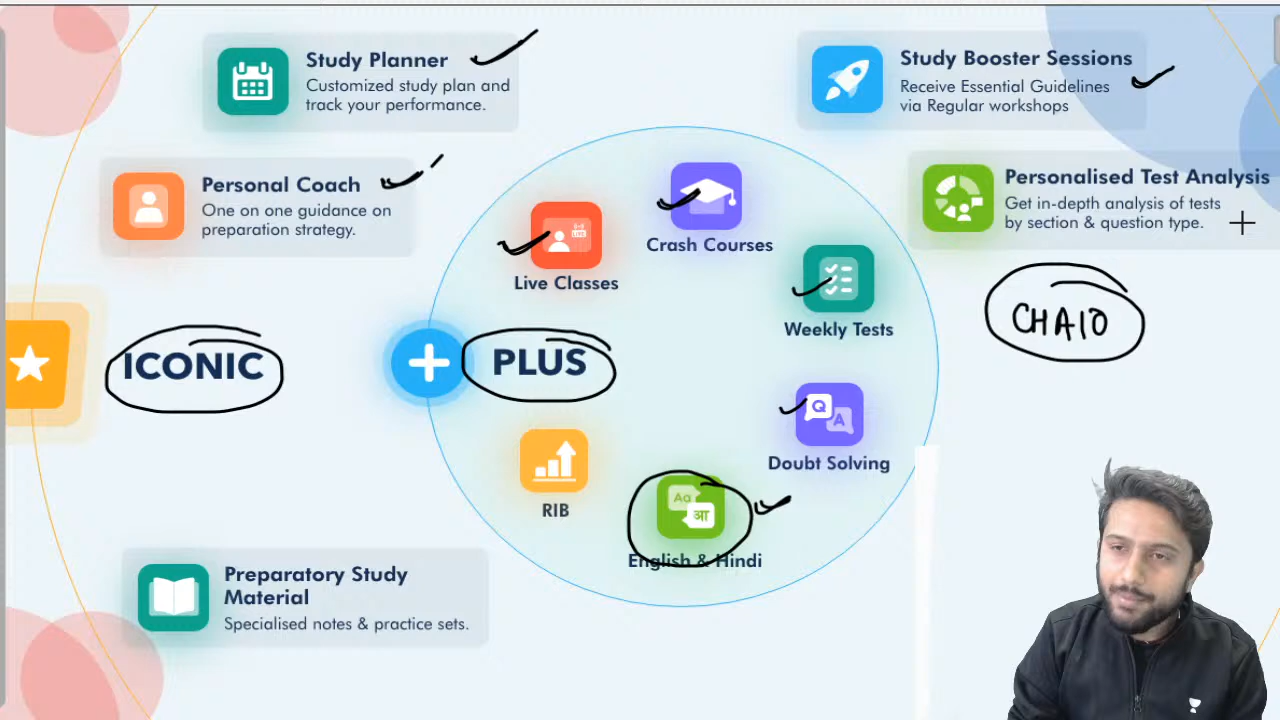 Study Planner
Customized study plan and
track your performance.
Study Booster Sessions
Receive Essential Guidelines
via Regular workshops
Personal Coach
One on one guidance on
preparation strategy.
Personalised Test Analysis
Get in-depth analysis of tests
by section & question type.
Crash Courses
LIVE
Live Classes
Weekly Tests
CHA10
ICONIC
PLUS
Q
A
Doubt Solving
RIB
Aa
आ
English & Hindi
Preparatory Study
Material
Specialised notes & practice sets.